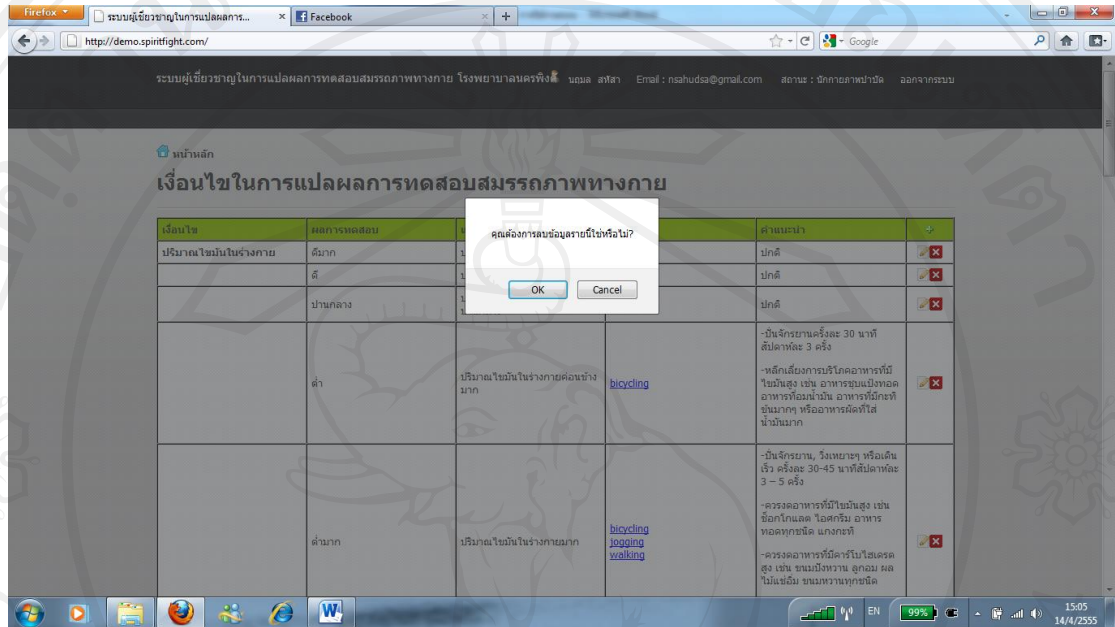 Firefox
ระบบผู้เชี่ยวชาญในการแปลผลการ...
Facebook
http://demo.spiritfight.com/
Google
ระบบผู้เชี่ยวชาญในการแปลผลการทดสอบสมรรถภาพทางกาย โรงพยาบาลนครพิงค์ นฤมล สหัสา Email : nsahudsa@gmail.com สถานะ : นักกายภาพบำบัด ออกจากระบบ
หน้าหลัก
เงื่อนไขในการแปลผลการทดสอบสมรรถภาพทางกาย
คุณต้องการลบข้อมูลรายนี้ใช่หรือไม่?
OK Cancel
เงื่อนไข ผลการทดสอบ คำแนะนำ
ปริมาณไขมันในร่างกาย ดีมาก ปกติ
ดี ปกติ
ปานกลาง ปกติ
ต่ำ
ปริมาณไขมันในร่างกายค่อนข้าง
มาก
bicycling
-ปั่นจักรยานครั้งละ 30 นาที
สัปดาห์ละ 3 ครั้ง
-หลีกเลี่ยงการบริโภคอาหารที่มี
ไขมันสูง เช่น อาหารชุบแป้งทอด
อาหารที่อมน้ำมัน อาหารที่มีกะทิ
ข้นมากๆ หรืออาหารผัดที่ใส่
น้ำมันมาก
ต่ำมาก
ปริมาณไขมันในร่างกายมาก
bicycling
jogging
walking
-ปั่นจักรยาน, วิ่งเหยาะๆ หรือเดิน
เร็ว ครั้งละ 30-45 นาทีสัปดาห์ละ
3 – 5 ครั้ง
-ควรงดอาหารที่มีไขมันสูง เช่น
ช็อกโกแลต ไอศกรีม อาหาร
ทอดทุกชนิด แกงกะทิ
-ควรงดอาหารที่มีคาร์โบไฮเดรต
สูง เช่น ขนมปังหวาน ลูกอม ผล
ไม้แช่อิ่ม ขนมหวานทุกชนิด
EN 99% 15:05
14/4/2555